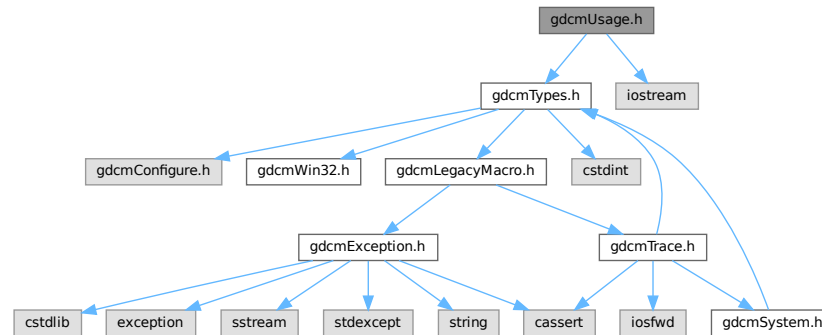 gdcmUsage.h
gdcmTypes.h
iostream
gdcmConfigure.h
gdcmWin32.h
gdcmLegacyMacro.h
cstdint
gdcmException.h
gdcmTrace.h
cstdlib
exception
sstream
stdexcept
string
cassert
iosfwd
gdcmSystem.h